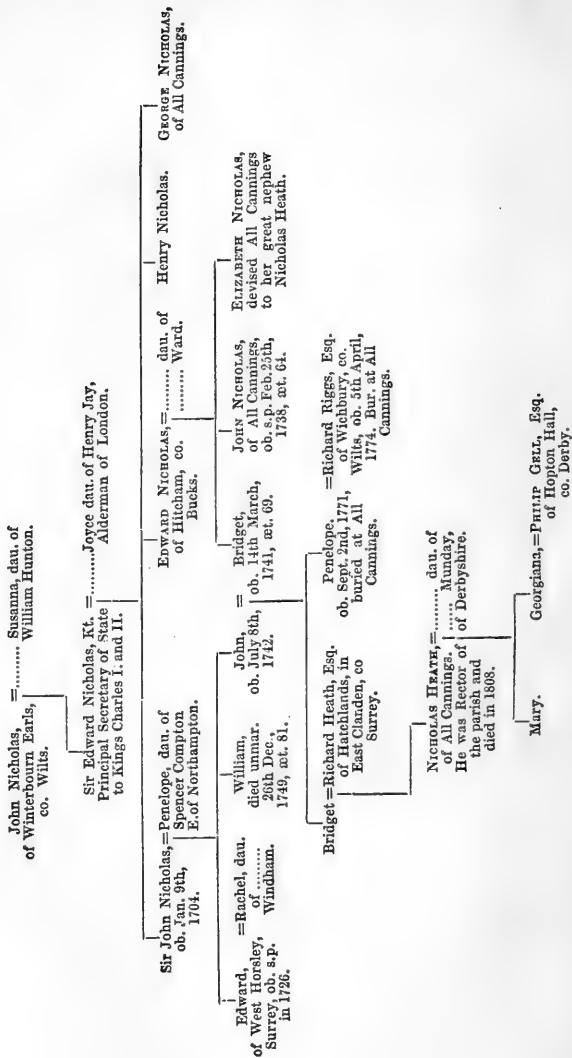 John Nicholas, =.......... Susanna, dau. of
of Winterbourn Earls, William Hunton.
co. Wilts.
Sir Edward Nicholas, Kt. =..........Joyce dau. of Henry Jay,
Principal Secretary of State Alderman of London.
to Kings Charles I. and II.
Sir John Nicholas,=Penelope, dau. of
ob. Jan. 9th, Spencer Compton
1704. E. of Northampton.
EDWARD NICHOLAS,=.......... dau. of
of Hitcham, co. .......... Ward.
Bucks.
Henry Nicholas.
GEORGE NICHOLAS,
of All Cannings.
Edward, =Rachel, dau.
of West Horsley, of ..........
Surrey, ob. s.p. Windham.
in 1726.
William,
died unmar.
26th Dec.,
1749, æt. 81.
John, = Bridget,
ob. July 8th, ob. 14th March,
1742. 1741, æt. 69.
JOHN NICHOLAS,
of All Cannings,
ob. s.p. Feb. 25th,
1738, æt. 64.
ELIZABETH NICHOLAS,
devised All Cannings
to her great nephew
Nicholas Heath.
Bridget =Richard Heath, Esq.
of Hatchlands, in
East Clanden, co
Surrey.
Penelope. =Richard Riggs, Esq.
ob. Sept. 2nd, 1771, of Wichbury, co.
buried at All Wilts, ob. 5th April,
Cannings. 1774. Bur. at All
Cannings.
NICHOLAS HEATH,=.......... dau. of
of All Cannings. ...... Munday,
He was Rector of of Derbyshire.
the parish and
died in 1808.
Mary.
Georgiana,=PHILIP GELL, Esq.
of Hopton Hall,
co. Derby.